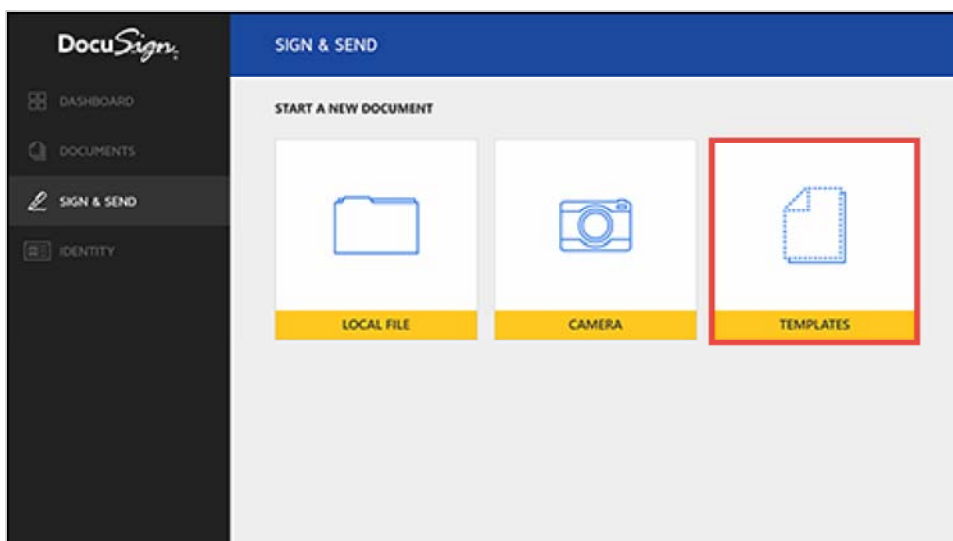 DocuSign
SIGN & SEND
DASHBOARD
START A NEW DOCUMENT
DOCUMENTS
SIGN & SEND
IDENTITY
LOCAL FILE
CAMERA
TEMPLATES